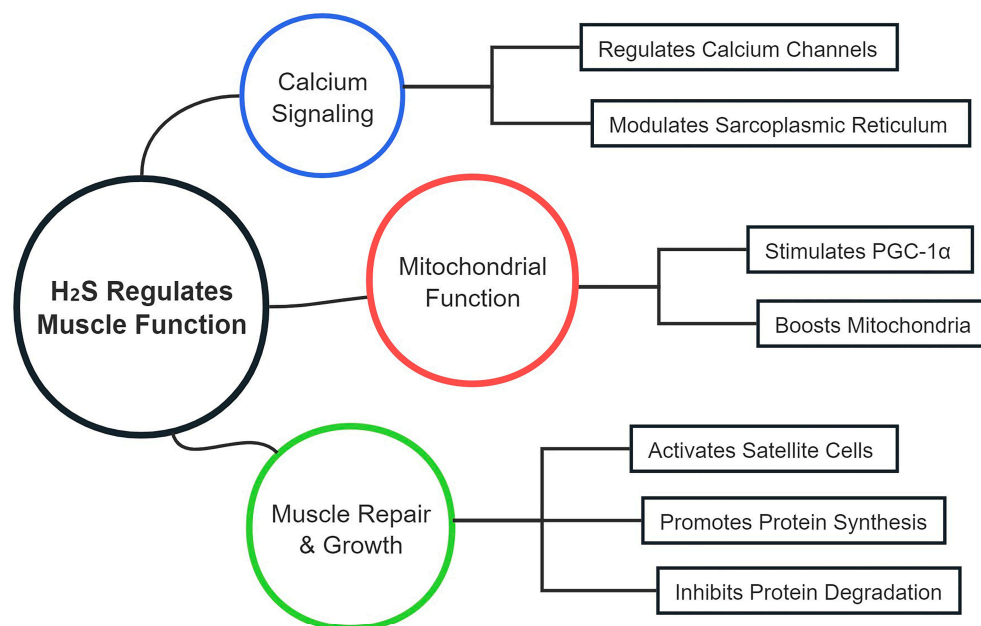 H₂S Regulates
Muscle Function
Calcium
Signaling
Regulates Calcium Channels
Modulates Sarcoplasmic Reticulum
Mitochondrial
Function
Stimulates PGC-1α
Boosts Mitochondria
Muscle Repair
& Growth
Activates Satellite Cells
Promotes Protein Synthesis
Inhibits Protein Degradation